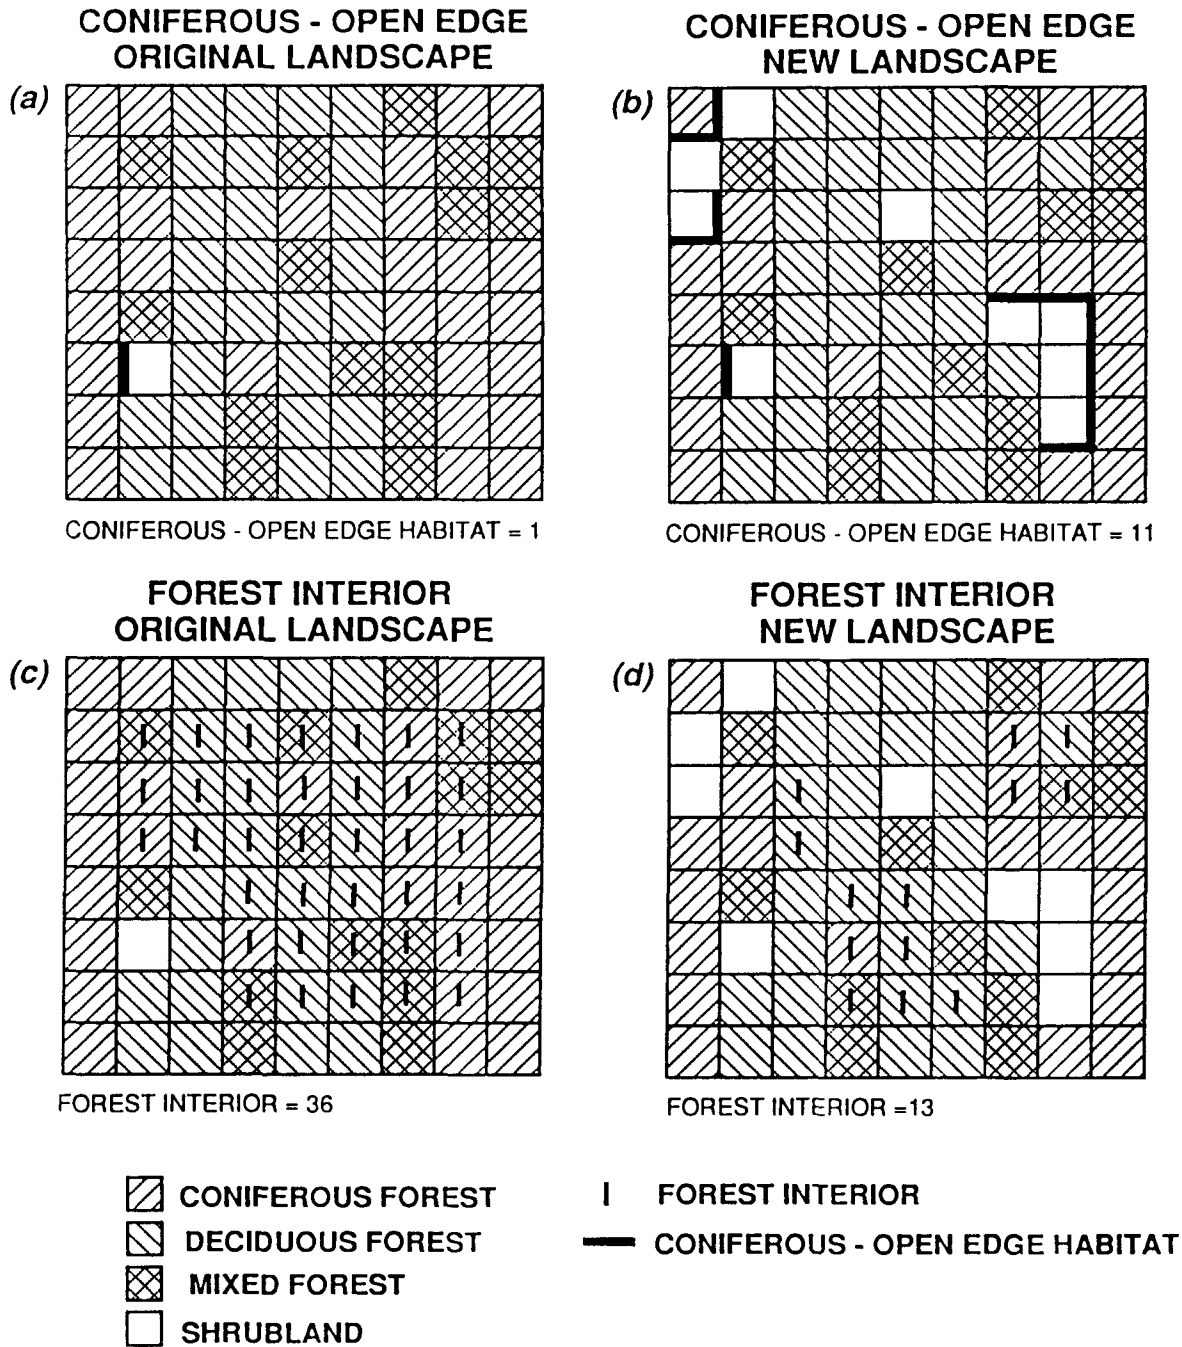 CONIFEROUS - OPEN EDGE
ORIGINAL LANDSCAPE
(a)
CONIFEROUS - OPEN EDGE HABITAT = 1
CONIFEROUS - OPEN EDGE
NEW LANDSCAPE
(b)
CONIFEROUS - OPEN EDGE HABITAT = 11
FOREST INTERIOR
ORIGINAL LANDSCAPE
(c)
FOREST INTERIOR = 36
FOREST INTERIOR
NEW LANDSCAPE
(d)
FOREST INTERIOR =13
CONIFEROUS FOREST
DECIDUOUS FOREST
MIXED FOREST
SHRUBLAND
FOREST INTERIOR
CONIFEROUS - OPEN EDGE HABITAT